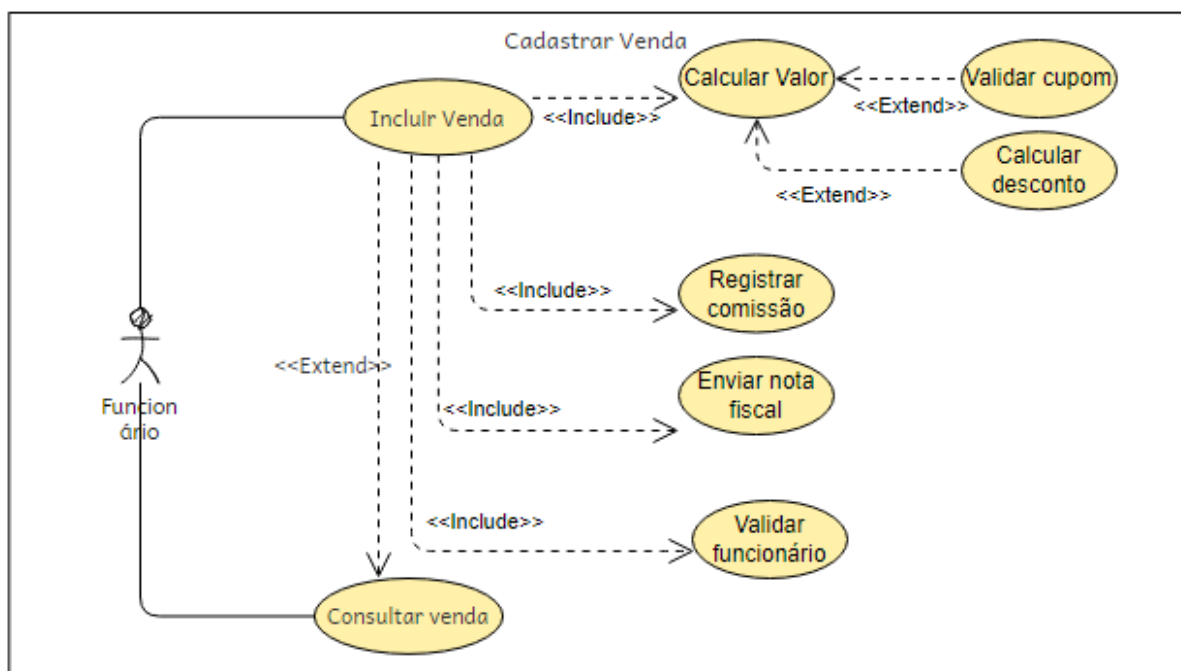 Cadastrar Venda
Calcular Valor
Validar cupom
Incluir Venda
<<Include>>
<<Extend>>
Calcular
desconto
<<Extend>>
Registrar
comissão
<<Include>>
<<Extend>>
Enviar nota
fiscal
<<Include>>
Funcion
ário
<<Include>>
Validar
funcionário
Consultar venda